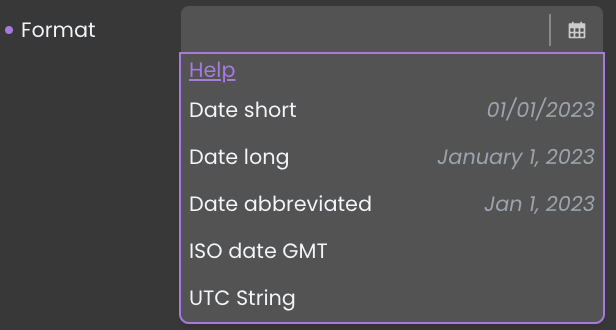 Format
Help
Date short 01/01/2023
Date long January 1, 2023
Date abbreviated Jan 1, 2023
ISO date GMT
UTC String